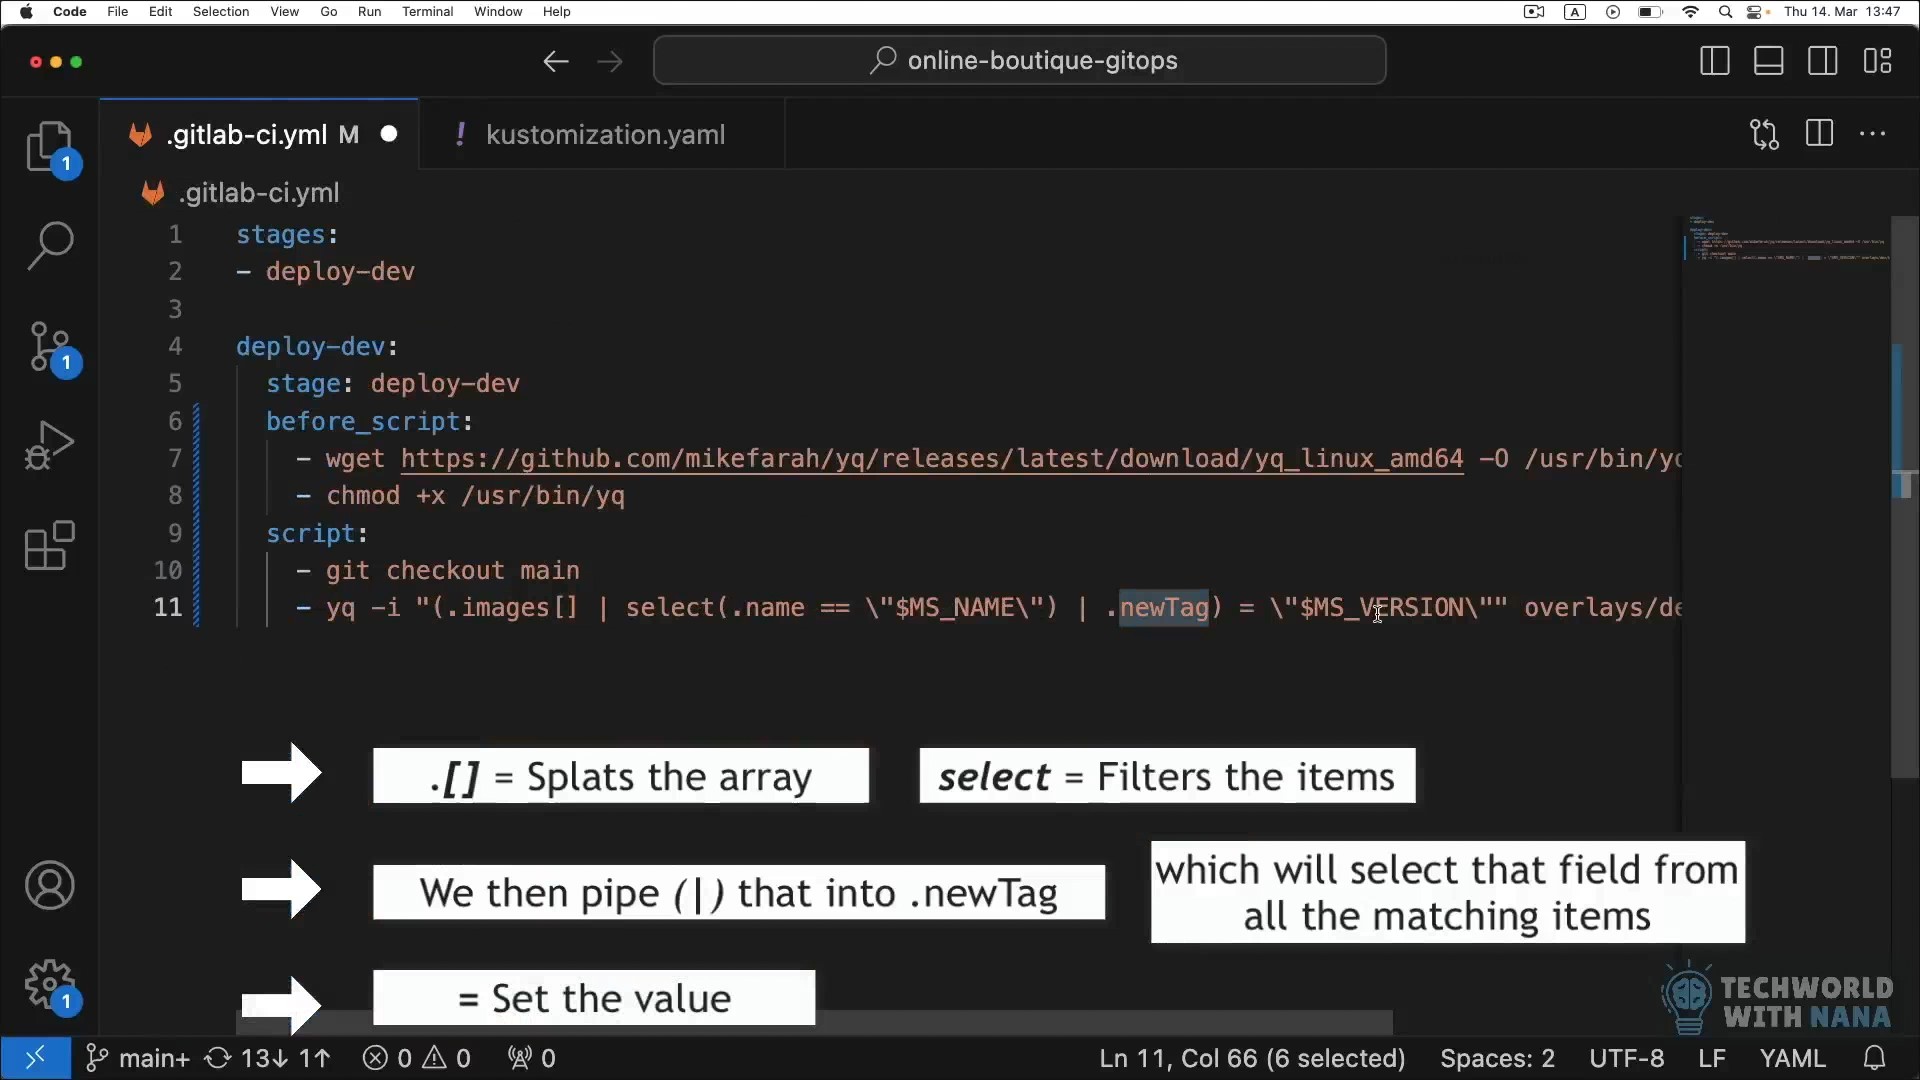 Code File Edit Selection View Go Run Terminal Window Help A Thu 14. Mar 13:47
online-boutique-gitops
.gitlab-ci.yml M ! kustomization.yaml
.gitlab-ci.yml
1 stages:
2 - deploy-dev
3
4 deploy-dev:
5 stage: deploy-dev
6 before_script:
7 - wget https://github.com/mikefarah/yq/releases/latest/download/yq_linux_amd64 -O /usr/bin/yq
8 - chmod +x /usr/bin/yq
9 script:
10 - git checkout main
11 - yq -i "(.images[] | select(.name == \"$MS_NAME\") | .newTag) = \"$MS_VERSION\"" overlays/de
1
1
1
.[] = Splats the array
select = Filters the items
We then pipe (|) that into .newTag
which will select that field from
all the matching items
= Set the value
TECHWORLD
WITH NANA
main+ 13↓ 1↑ 0 0 0 Ln 11, Col 66 (6 selected) Spaces: 2 UTF-8 LF YAML